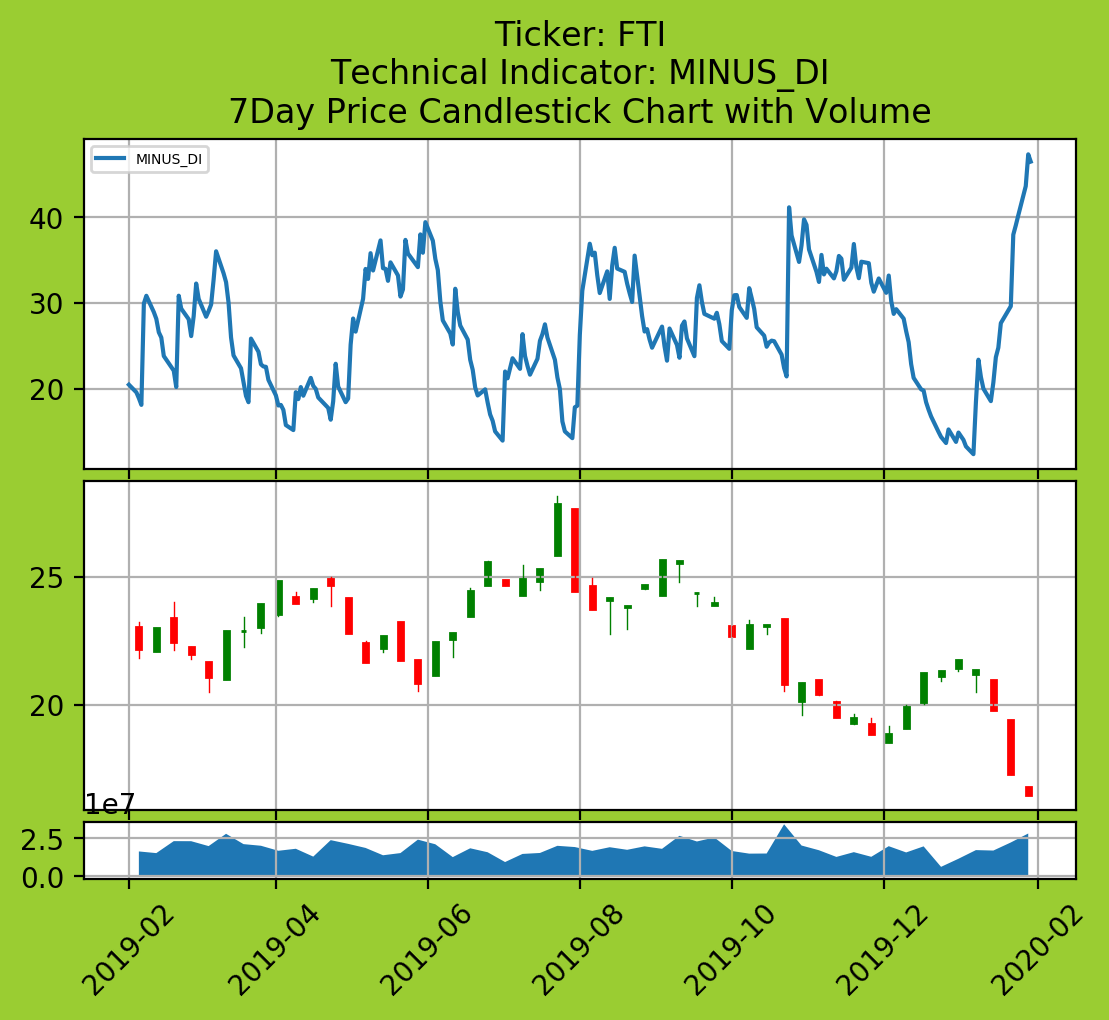 Ticker: FTI
Technical Indicator: MINUS_DI
7Day Price Candlestick Chart with Volume
MINUS_DI
40
30
20
25
20
1e7
2.5
0.0
2019-02
2019-04
2019-06
2019-08
2019-10
2019-12
2020-02